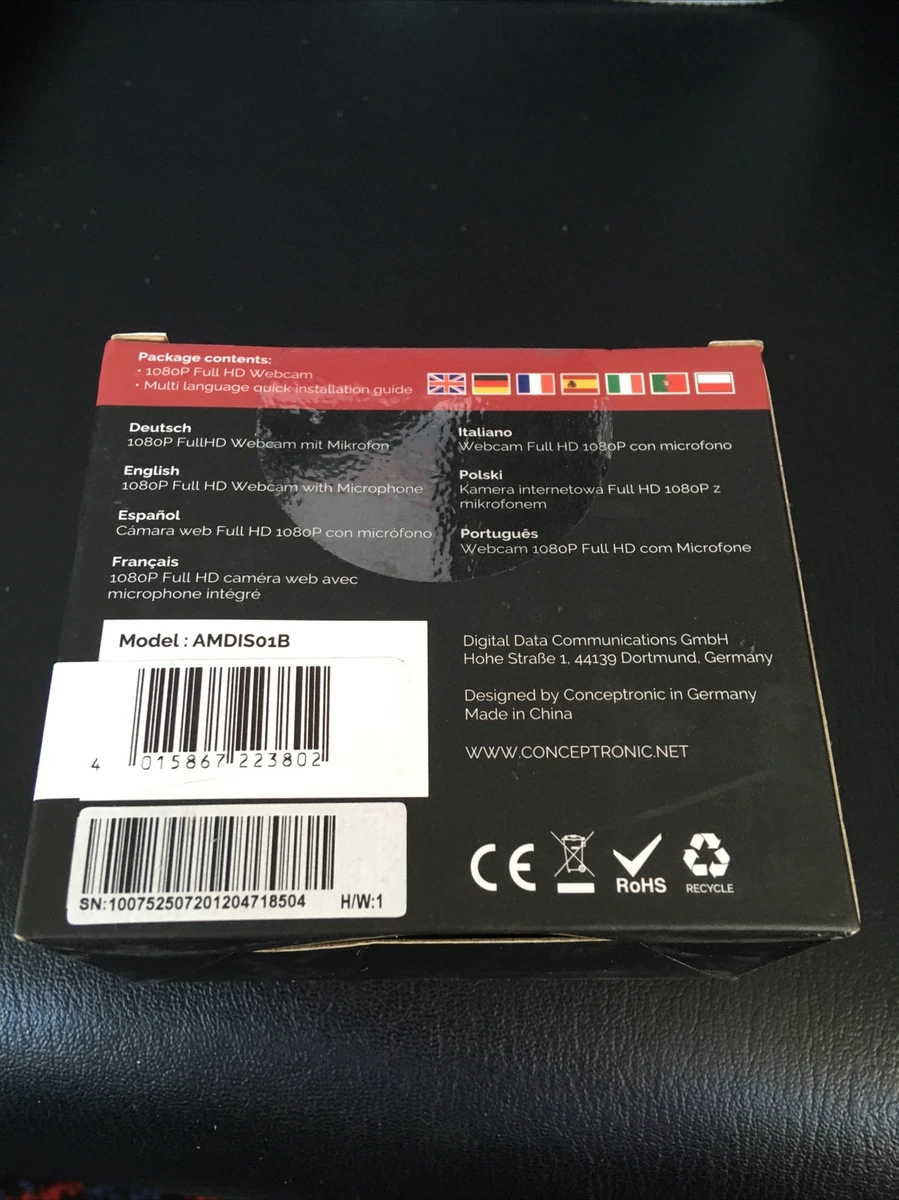 Package contents:
• 1080P Full HD Webcam
• Multi language quick installation guide
Deutsch
1080P FullHD Webcam mit Mikrofon
English
1080P Full HD Webcam with Microphone
Español
Cámara web Full HD 1080P con micrófono
Français
1080P Full HD caméra web avec
microphone intégré
Italiano
Webcam Full HD 1080P con microfono
Polski
Kamera internetowa Full HD 1080P z
mikrofonem
Português
Webcam 1080P Full HD com Microfone
Model : AMDIS01B
4 015867 223802
SN:100752507201204718504 H/W:1
Digital Data Communications GmbH
Hohe Straße 1, 44139 Dortmund, Germany
Designed by Conceptronic in Germany
Made in China
WWW.CONCEPTRONIC.NET
CE
RoHS
RECYCLE